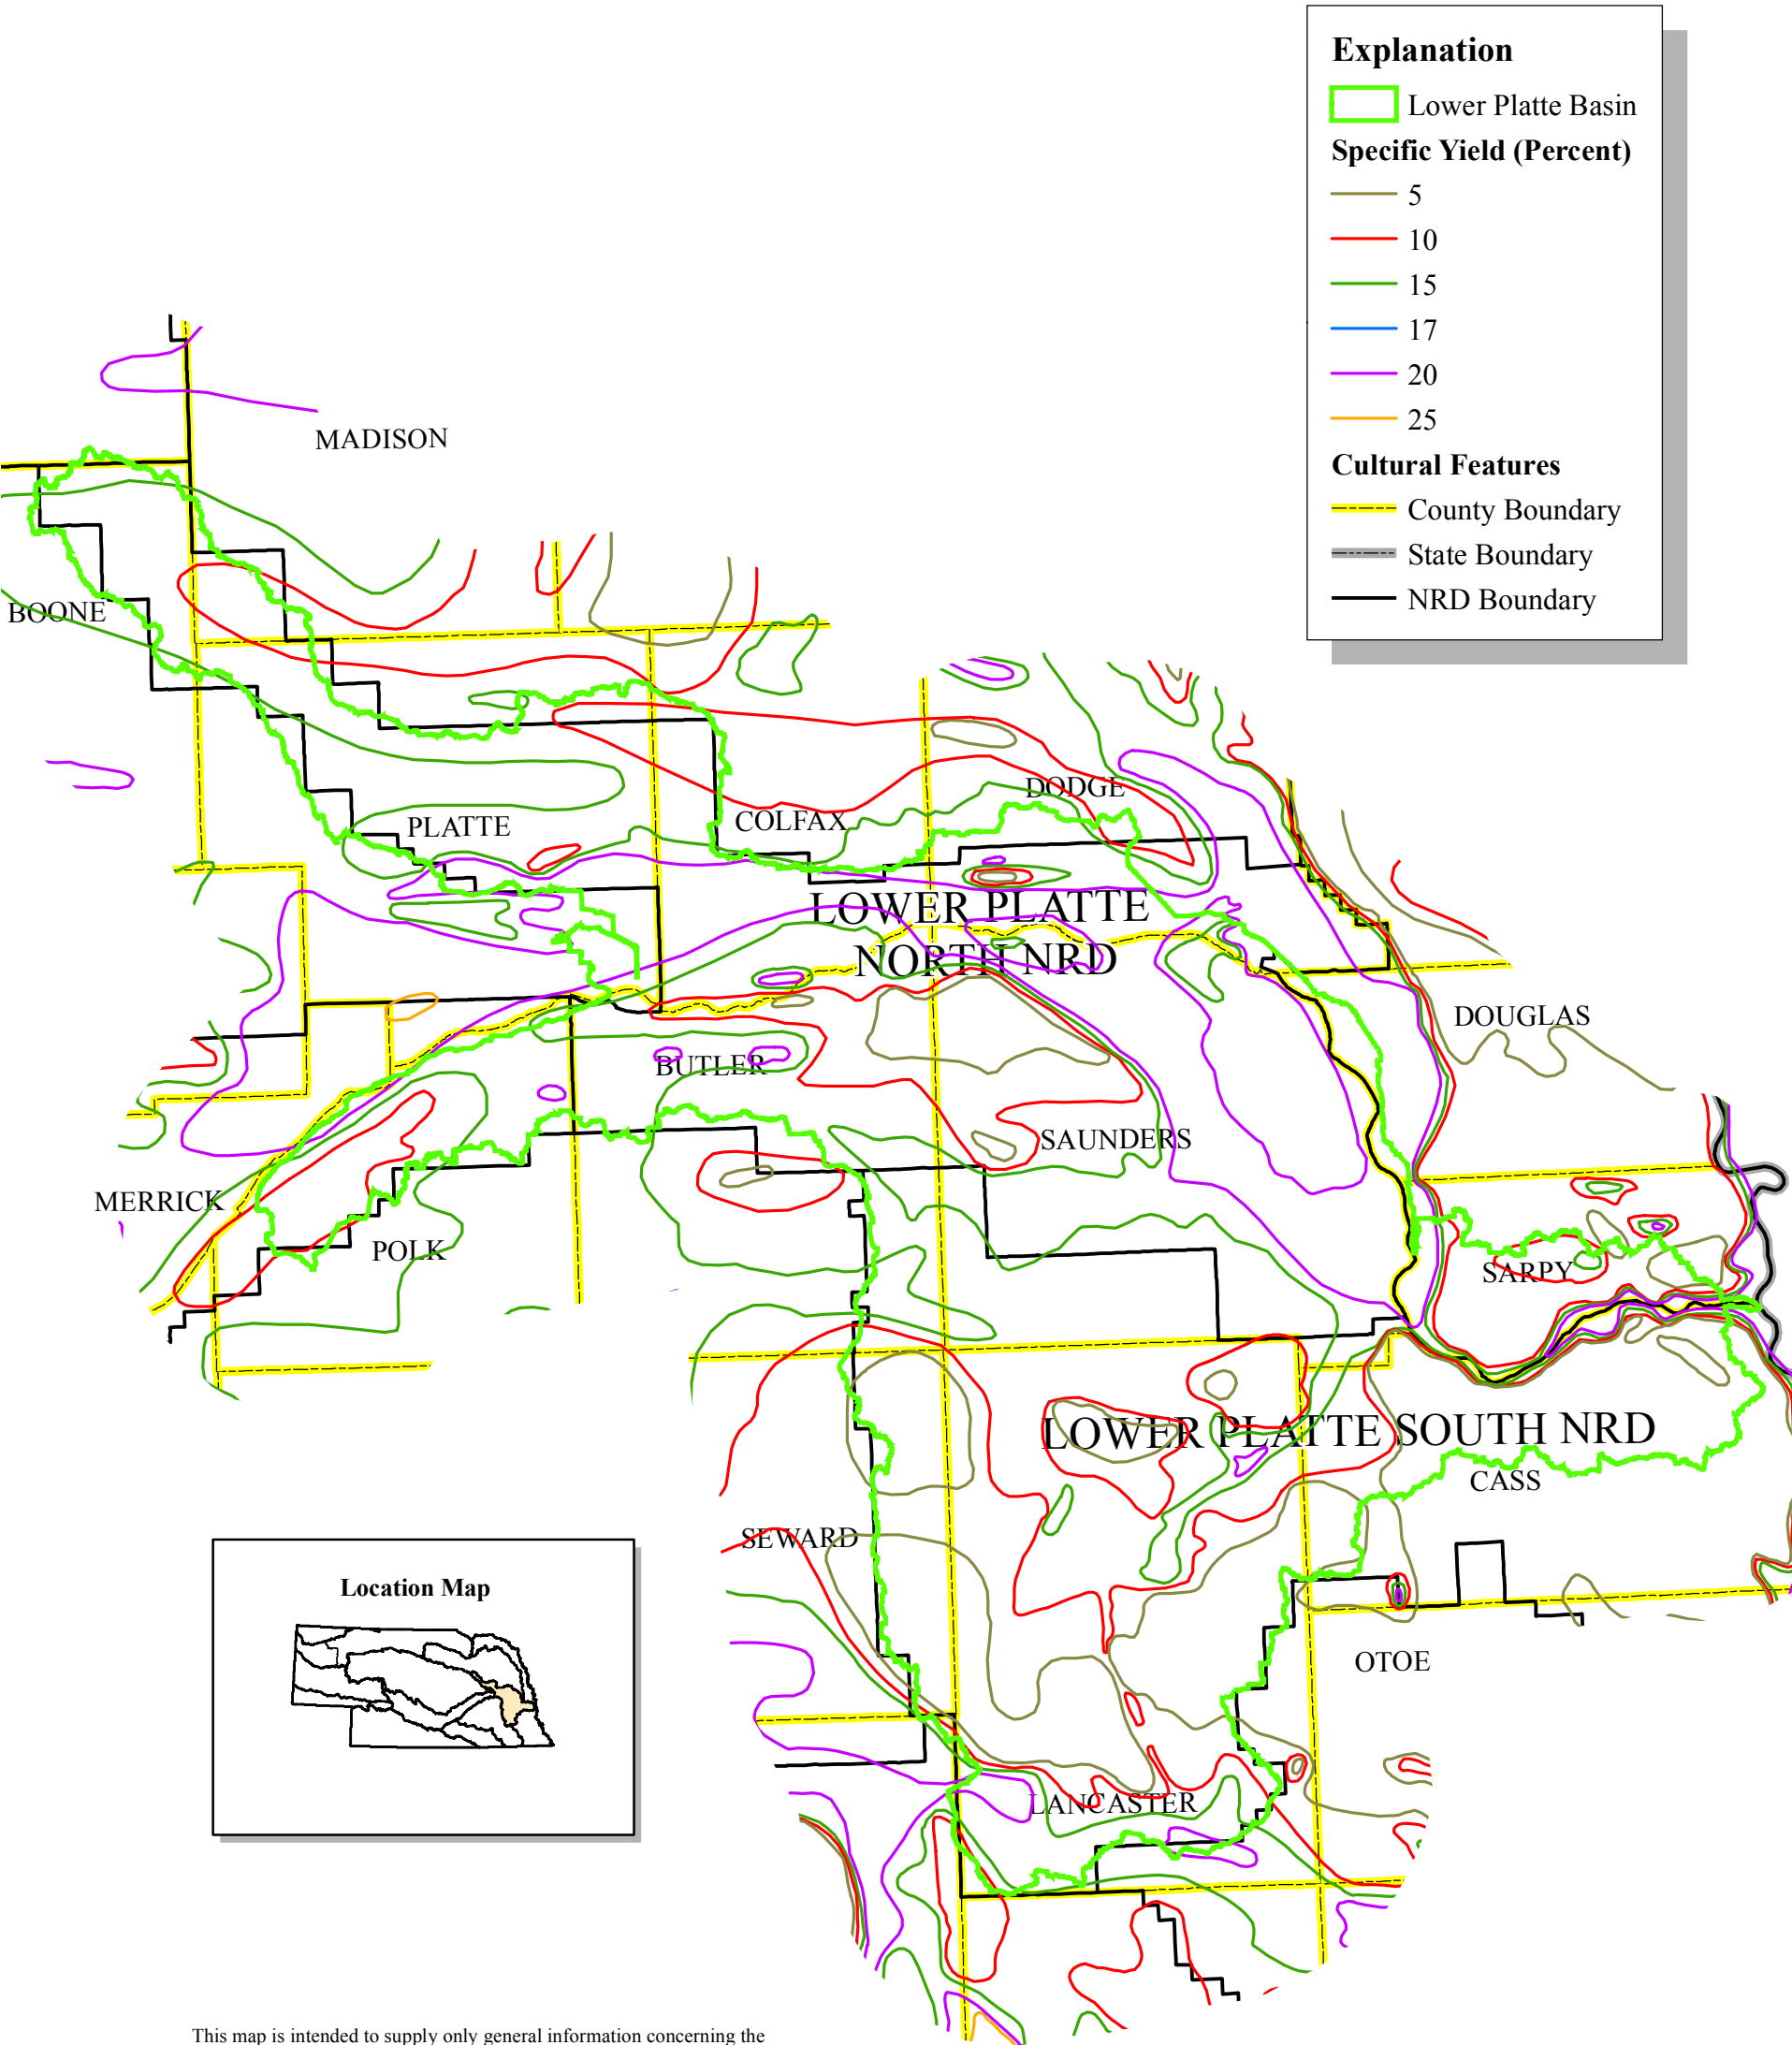 Explanation
Lower Platte Basin
Specific Yield (Percent)
5
10
15
17
20
25
Cultural Features
County Boundary
State Boundary
NRD Boundary
MADISON
BOONE
DODGE
PLATTE
COLFAX
LOWER PLATTE
NORTH NRD
DOUGLAS
BUTLER
SAUNDERS
MERRICK
POLK
SARPY
LOWER PLATTE SOUTH NRD
CASS
SEWARD
Location Map
OTOE
LANCASTER
This map is intended to supply only general information concerning the